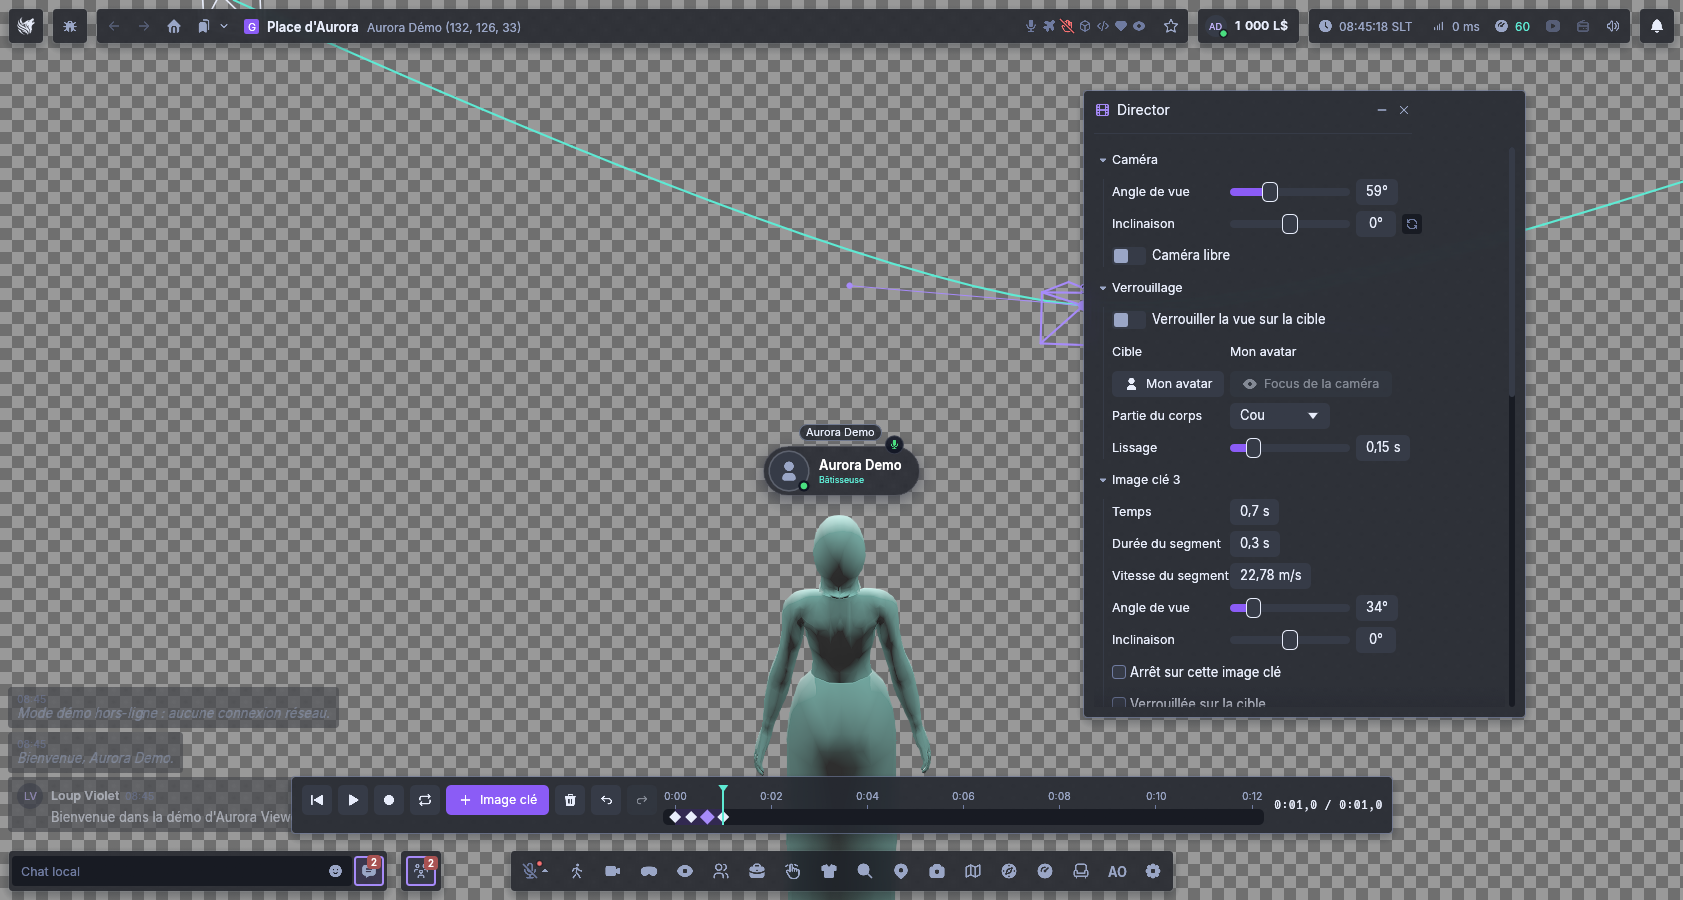 G Place d'Aurora Aurora Démo (132, 126, 33)
AD 1 000 L$
08:45:18 SLT 0 ms 60
Director
Caméra
Angle de vue 59°
Inclinaison 0°
Caméra libre
Verrouillage
Verrouiller la vue sur la cible
Cible Mon avatar
Mon avatar Focus de la caméra
Partie du corps Cou
Lissage 0,15 s
Image clé 3
Temps 0,7 s
Durée du segment 0,3 s
Vitesse du segment 22,78 m/s
Angle de vue 34°
Inclinaison 0°
Arrêt sur cette image clé
Verrouillée sur la cible
Aurora Demo
Aurora Demo
Bâtisseuse
08:45
Mode démo hors-ligne : aucune connexion réseau.
08:45
Bienvenue, Aurora Demo.
LV Loup Violet 08:45
Bienvenue dans la démo d'Aurora View
Image clé
0:00 0:02 0:04 0:06 0:08 0:10 0:12
0:01,0 / 0:01,0
Chat local
2
2
AO